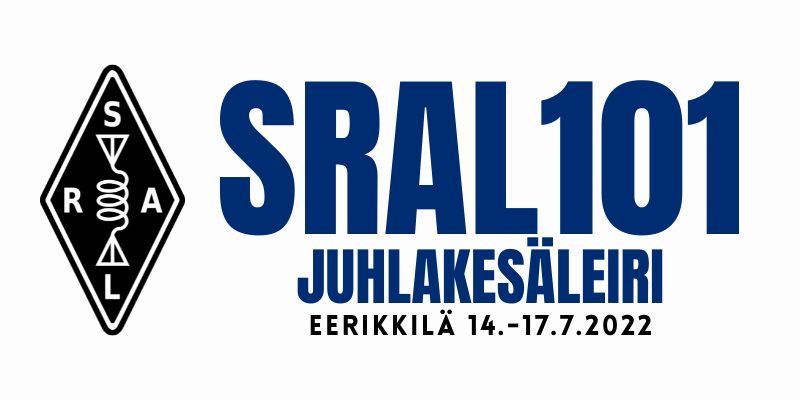 S
R A
L
SRAL101
JUHLAKESÄLEIRI
EERIKKILÄ 14.-17.7.2022